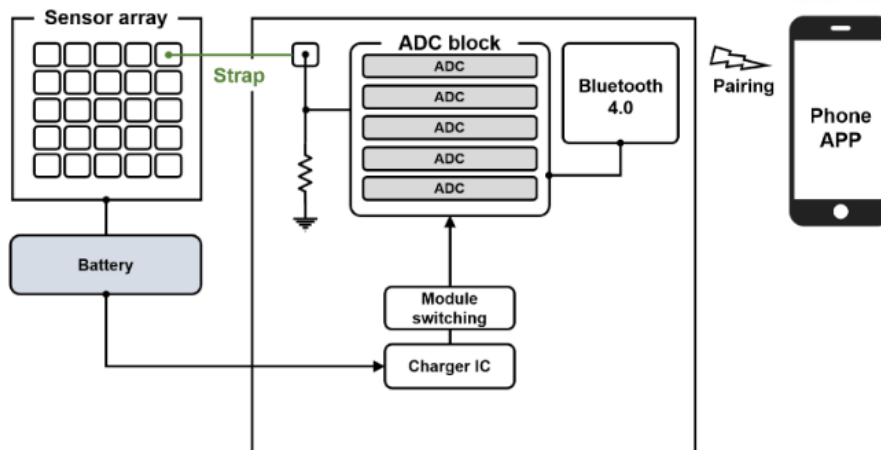 Sensor array
Strap
ADC block
ADC
ADC
ADC
ADC
ADC
Bluetooth
4.0
Pairing
Phone
APP
Battery
Module
switching
Charger IC